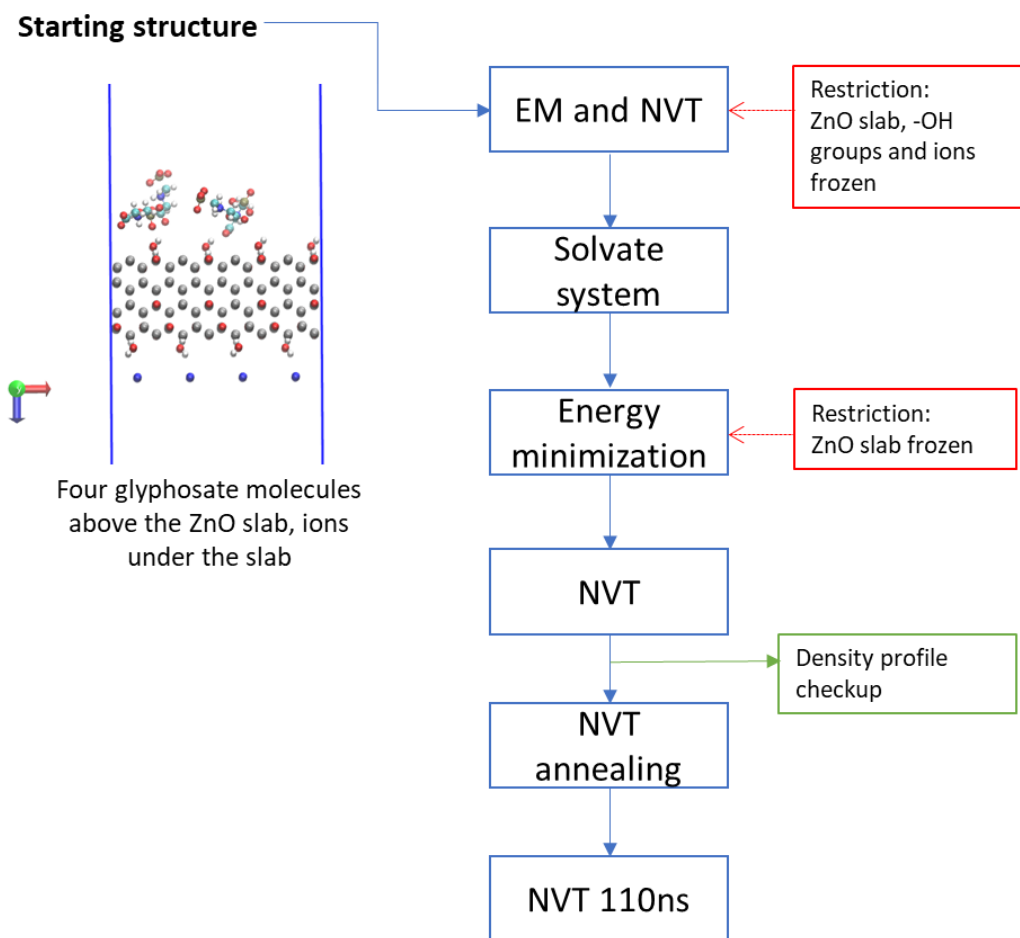 Starting structure
EM and NVT
Restriction:
ZnO slab, -OH
groups and ions
frozen
Solvate
system
Energy
minimization
Restriction:
ZnO slab frozen
Four glyphosate molecules
above the ZnO slab, ions
under the slab
NVT
Density profile
checkup
NVT
annealing
NVT 110ns